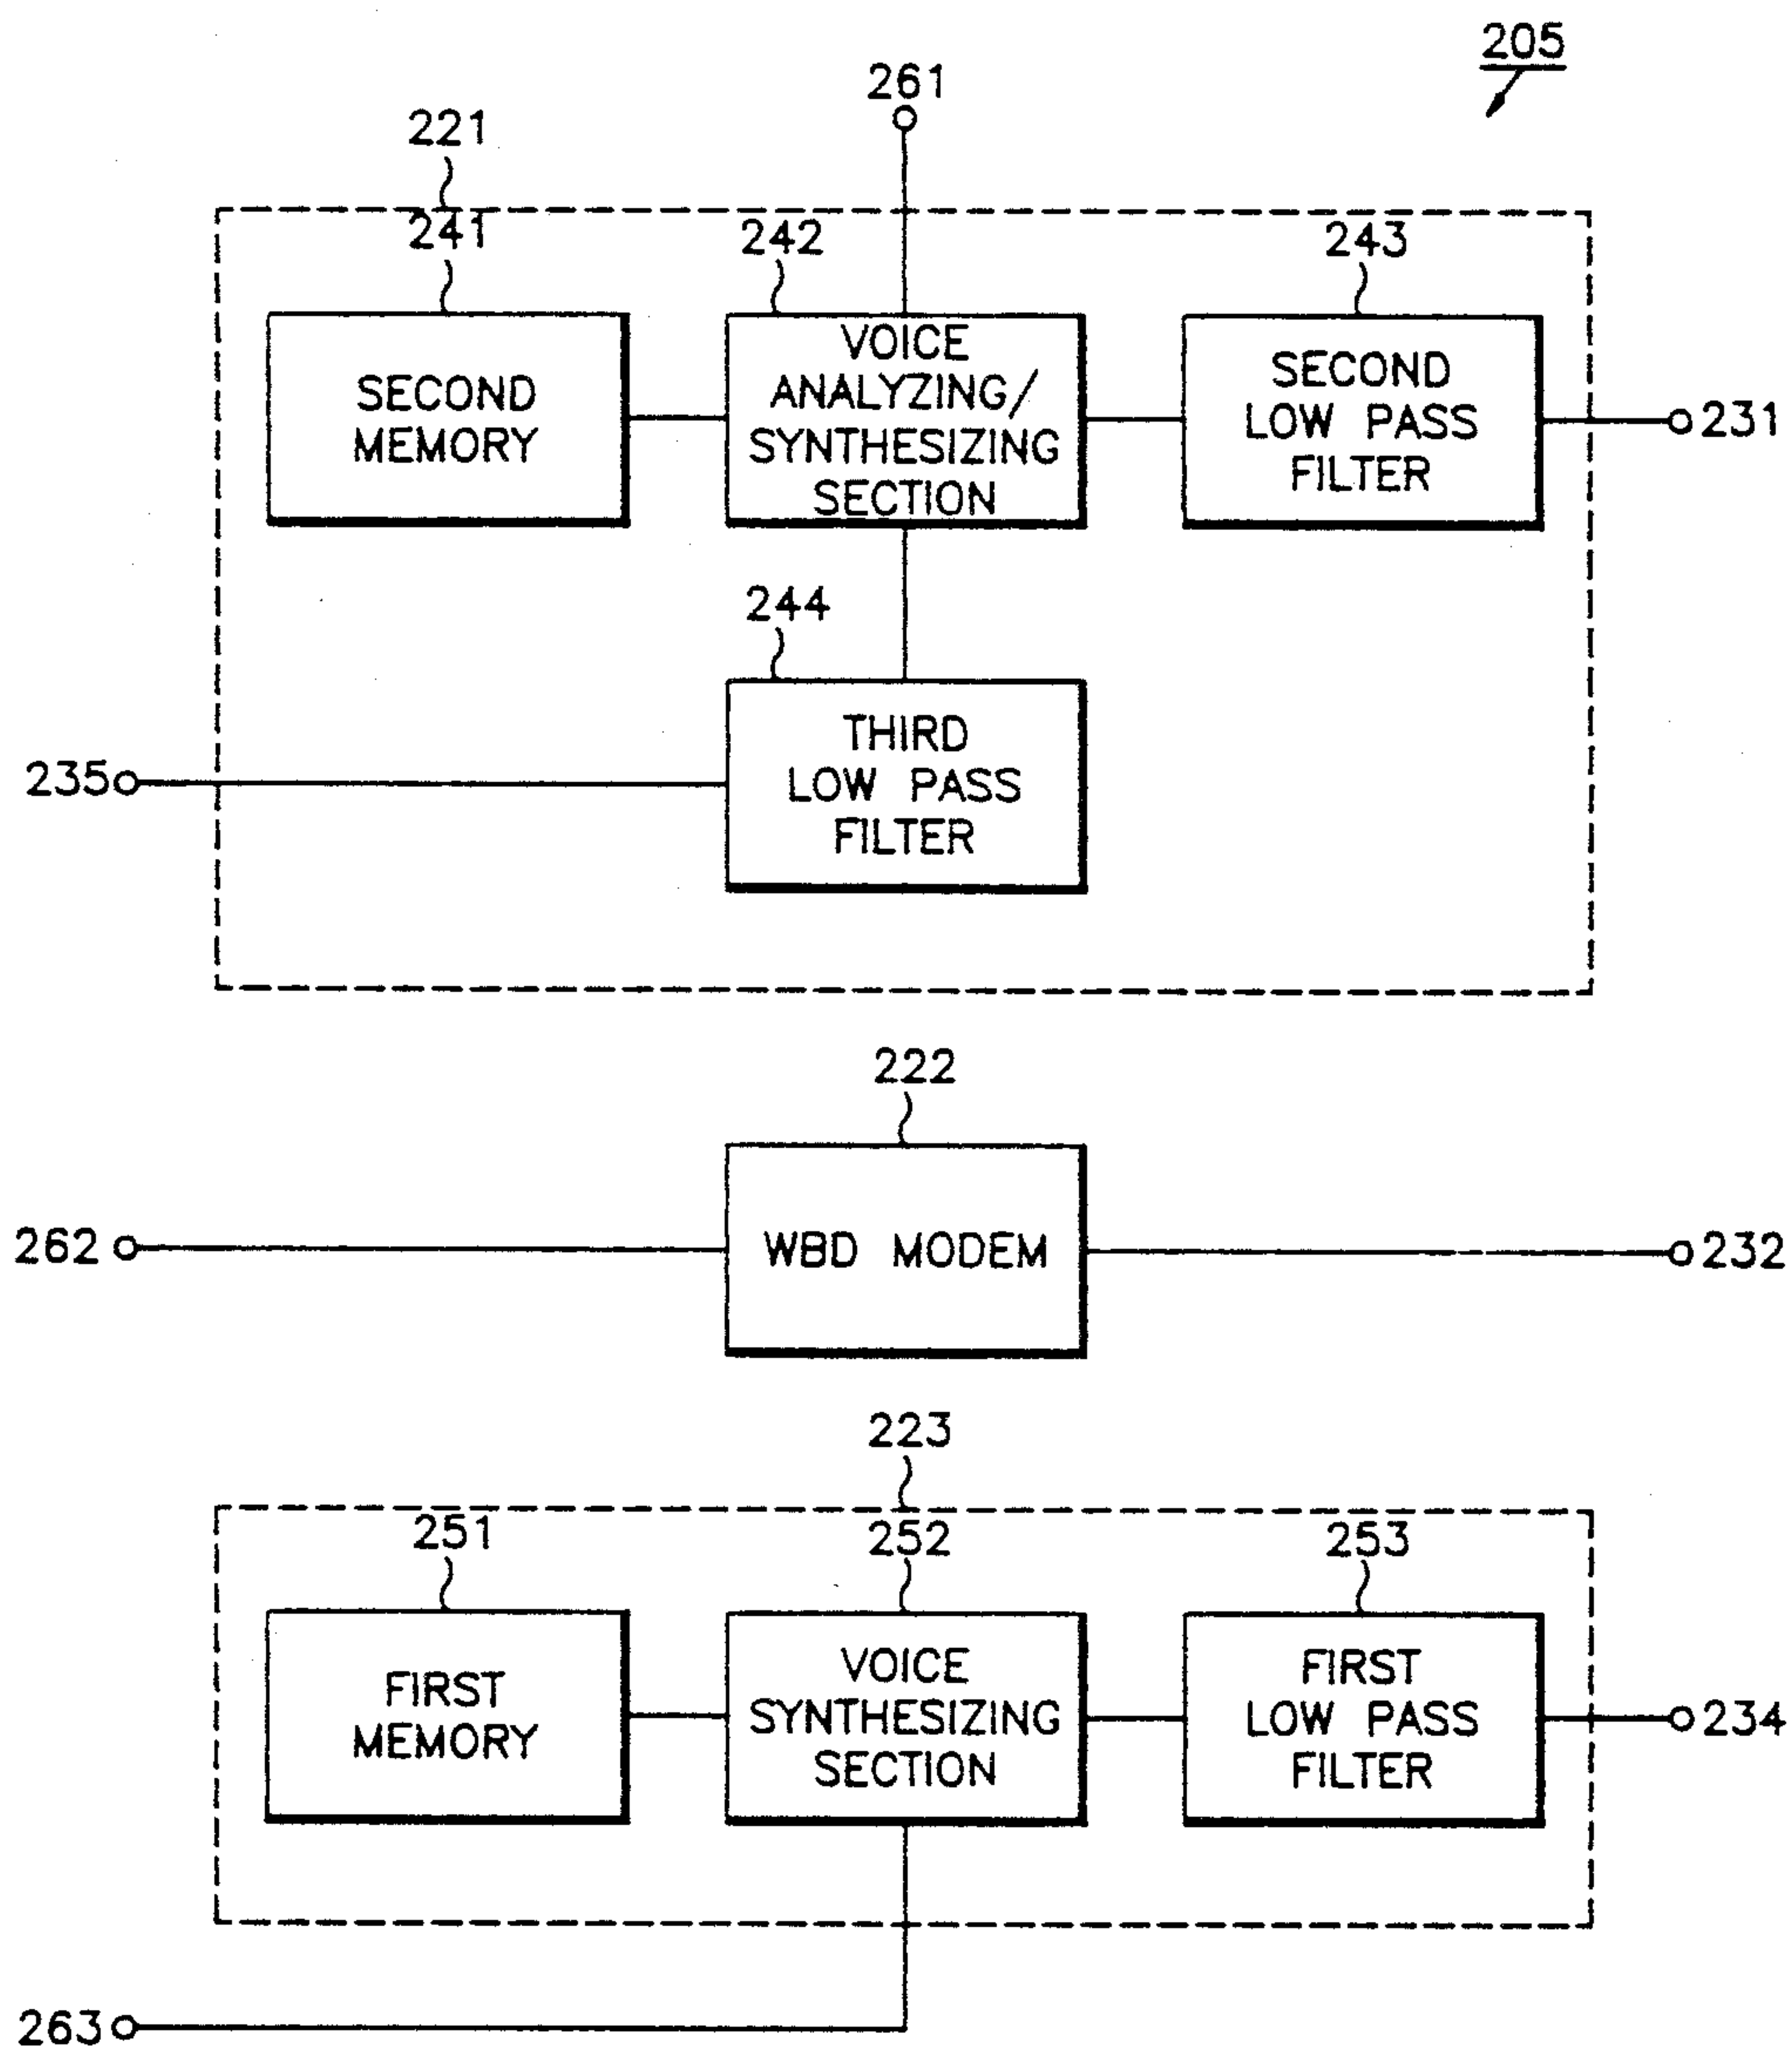 205
261
221
241
242
243
SECOND
MEMORY
VOICE
ANALYZING/
SYNTHESIZING
SECTION
SECOND
LOW PASS
FILTER
231
244
235
THIRD
LOW PASS
FILTER
222
262
WBD MODEM
232
223
251
252
253
FIRST
MEMORY
VOICE
SYNTHESIZING
SECTION
FIRST
LOW PASS
FILTER
234
263